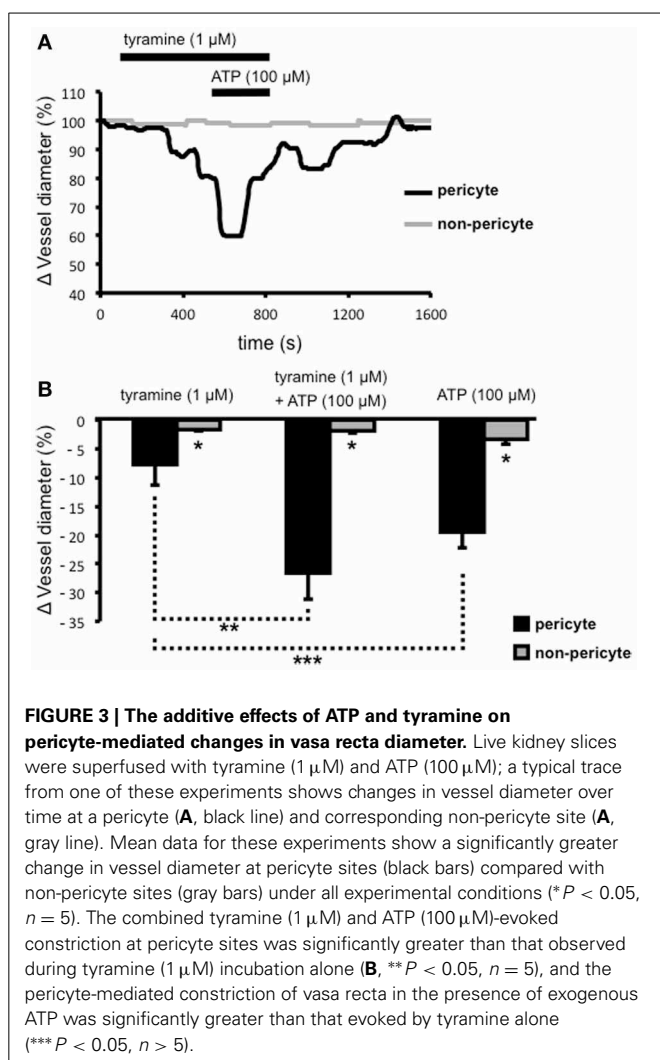 A
tyramine (1 µM)
ATP (100 µM)
Δ Vessel diameter (%)
110
100
90
80
70
60
50
40
pericyte
non-pericyte
0 400 800 1200 1600
time (s)
B
tyramine (1 µM)
tyramine (1 µM)
+ ATP (100 µM)
ATP (100 µM)
Δ Vessel diameter (%)
0
- 5
- 10
- 15
- 20
- 25
- 30
- 35
* * *
**
***
pericyte
non-pericyte
FIGURE 3 | The additive effects of ATP and tyramine on
pericyte-mediated changes in vasa recta diameter. Live kidney slices
were superfused with tyramine (1 µM) and ATP (100 µM); a typical trace
from one of these experiments shows changes in vessel diameter over
time at a pericyte (A, black line) and corresponding non-pericyte site (A,
gray line). Mean data for these experiments show a significantly greater
change in vessel diameter at pericyte sites (black bars) compared with
non-pericyte sites (gray bars) under all experimental conditions (*P < 0.05,
n = 5). The combined tyramine (1 µM) and ATP (100 µM)-evoked
constriction at pericyte sites was significantly greater than that observed
during tyramine (1 µM) incubation alone (B, **P < 0.05, n = 5), and the
pericyte-mediated constriction of vasa recta in the presence of exogenous
ATP was significantly greater than that evoked by tyramine alone
(***P < 0.05, n > 5).